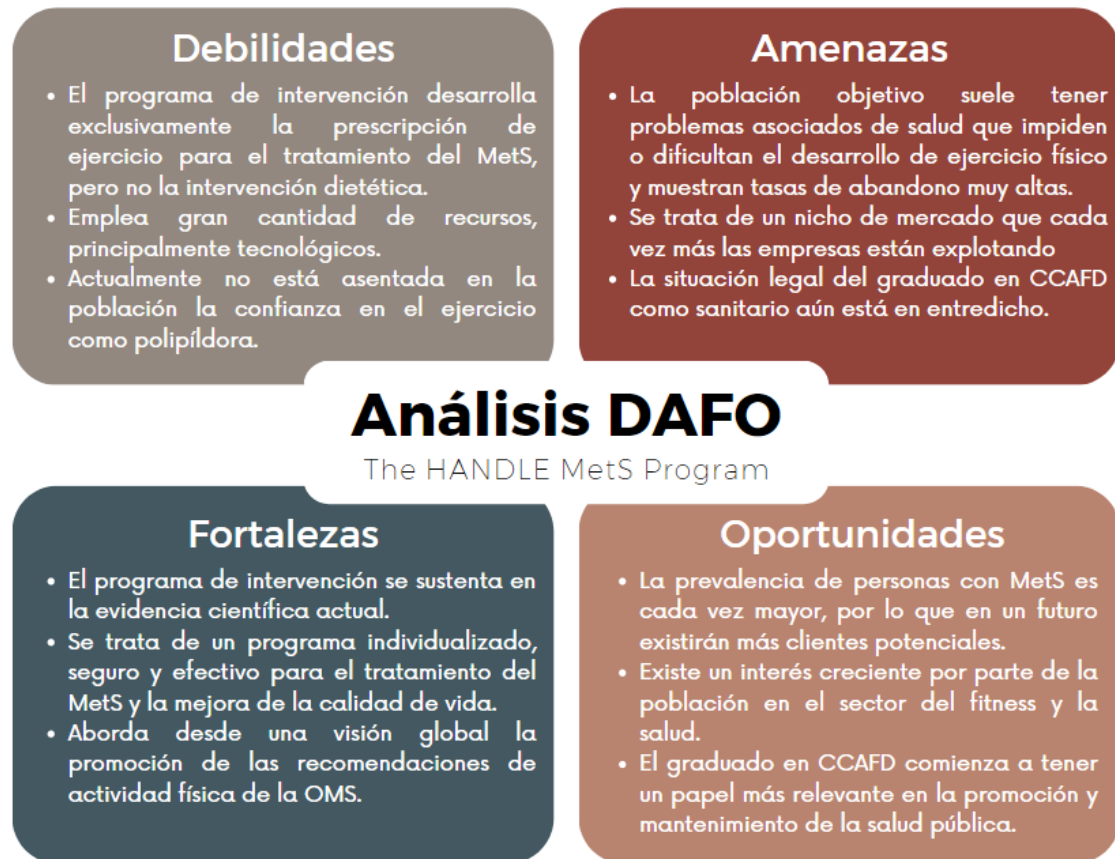 Debilidades
• El programa de intervención desarrolla
exclusivamente la prescripción de
ejercicio para el tratamiento del MetS,
pero no la intervención dietética.
• Emplea gran cantidad de recursos,
principalmente tecnológicos.
• Actualmente no está asentada en la
población la confianza en el ejercicio
como polipíldora.
Amenazas
• La población objetivo suele tener
problemas asociados de salud que impiden
o dificultan el desarrollo de ejercicio físico
y muestran tasas de abandono muy altas.
• Se trata de un nicho de mercado que cada
vez más las empresas están explotando
• La situación legal del graduado en CCAFD
como sanitario aún está en entredicho.
Análisis DAFO
The HANDLE MetS Program
Fortalezas
• El programa de intervención se sustenta en
la evidencia científica actual.
• Se trata de un programa individualizado,
seguro y efectivo para el tratamiento del
MetS y la mejora de la calidad de vida.
• Aborda desde una visión global la
promoción de las recomendaciones de
actividad física de la OMS.
Oportunidades
• La prevalencia de personas con MetS es
cada vez mayor, por lo que en un futuro
existirán más clientes potenciales.
• Existe un interés creciente por parte de la
población en el sector del fitness y la
salud.
• El graduado en CCAFD comienza a tener
un papel más relevante en la promoción y
mantenimiento de la salud pública.